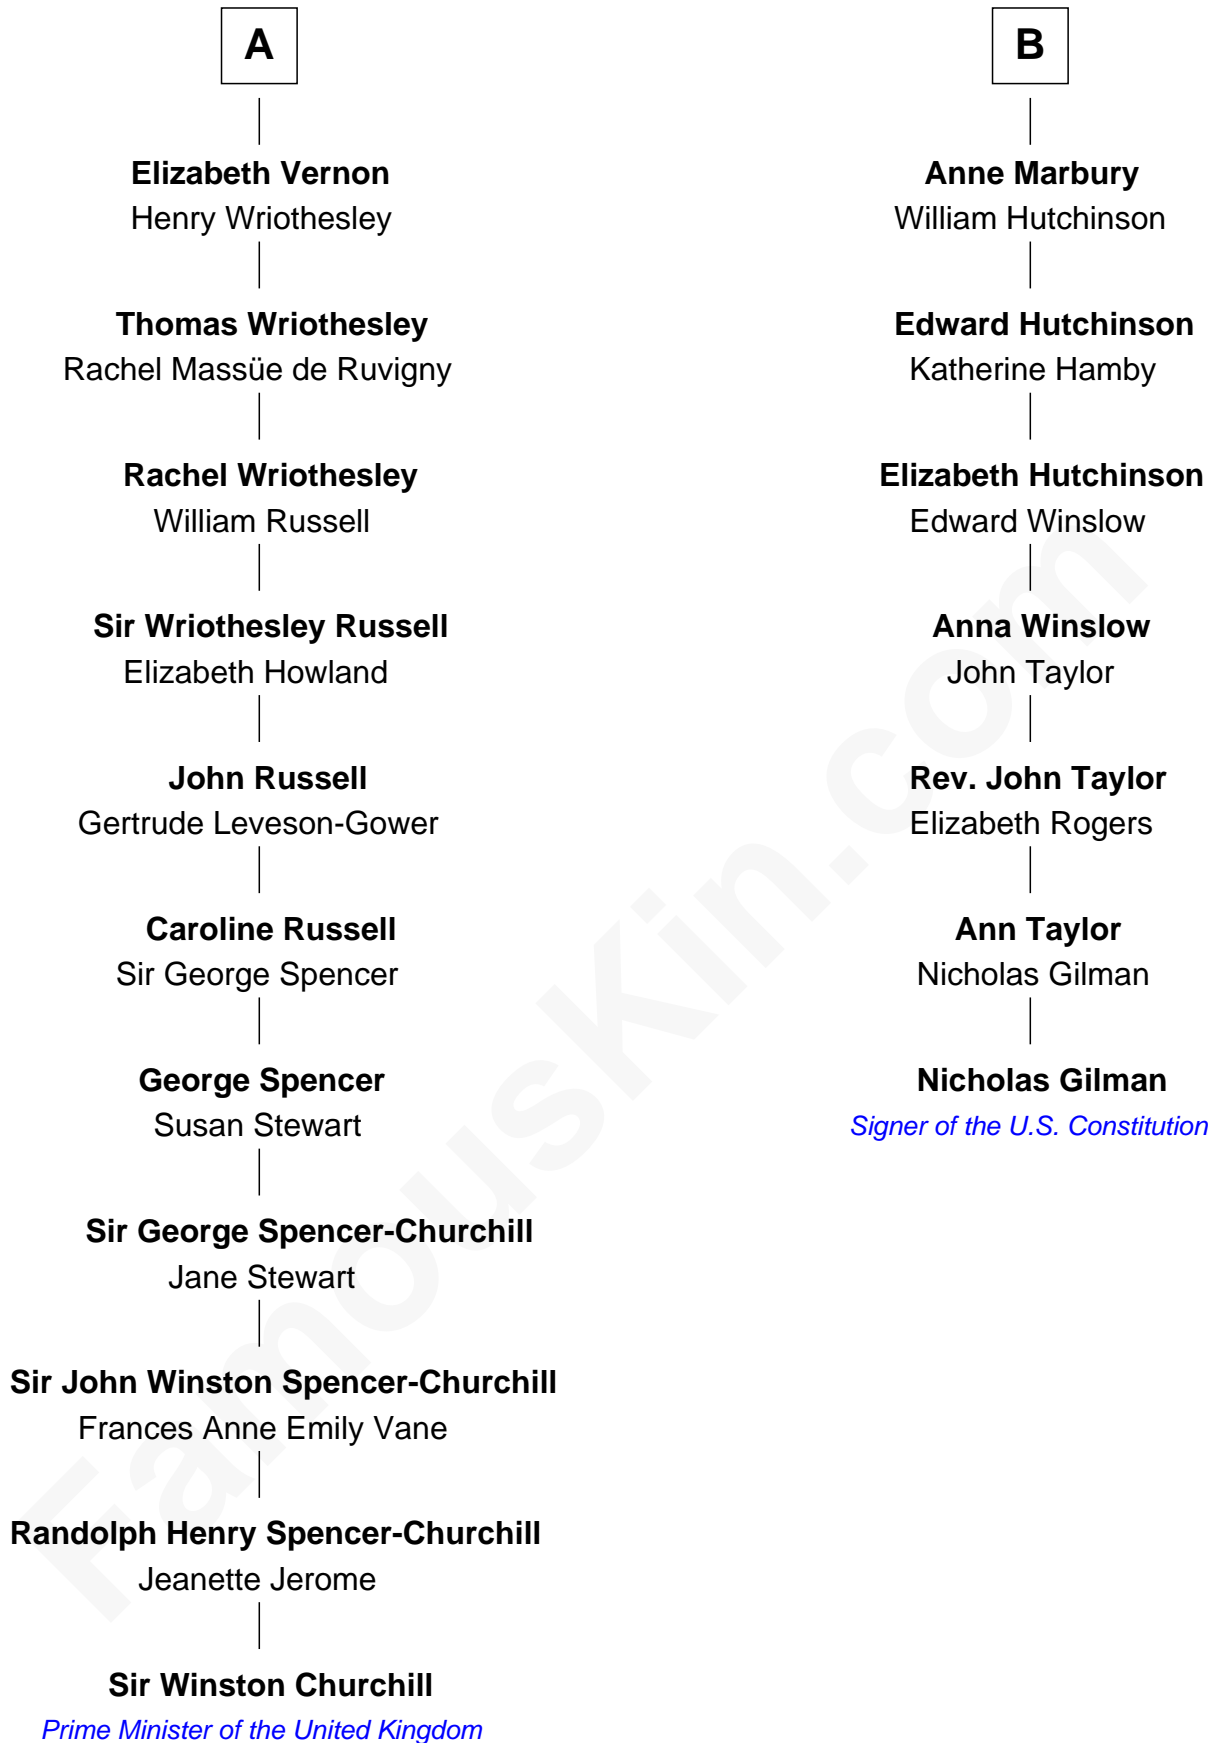 A
Elizabeth Vernon
Henry Wriothesley
Thomas Wriothesley
Rachel Massüe de Ruvigny
Rachel Wriothesley
William Russell
Sir Wriothesley Russell
Elizabeth Howland
John Russell
Gertrude Leveson-Gower
Caroline Russell
Sir George Spencer
George Spencer
Susan Stewart
Sir George Spencer-Churchill
Jane Stewart
Sir John Winston Spencer-Churchill
Frances Anne Emily Vane
Randolph Henry Spencer-Churchill
Jeanette Jerome
Sir Winston Churchill
Prime Minister of the United Kingdom
B
Anne Marbury
William Hutchinson
Edward Hutchinson
Katherine Hamby
Elizabeth Hutchinson
Edward Winslow
Anna Winslow
John Taylor
Rev. John Taylor
Elizabeth Rogers
Ann Taylor
Nicholas Gilman
Nicholas Gilman
Signer of the U.S. Constitution
FamousKin.com